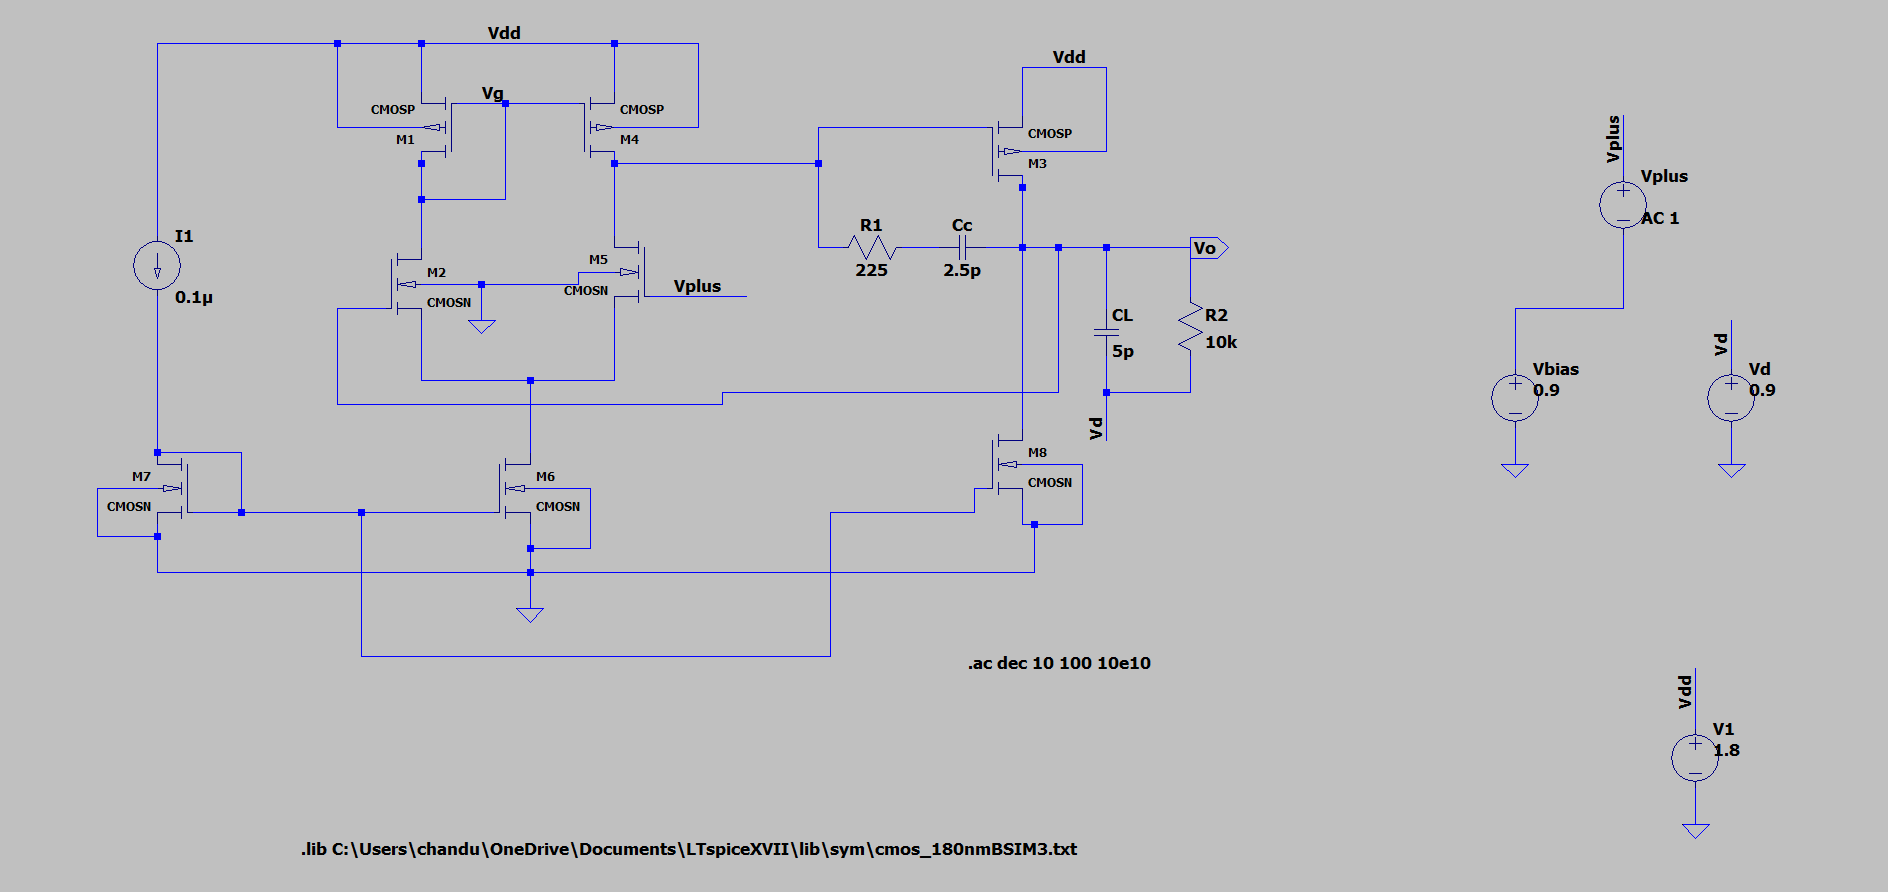 Vdd
Vdd
Vg
CMOSP
M1
CMOSP
M4
CMOSP
M3
Vplus
Vplus
AC 1
I1
0.1µ
M2
CMOSN
M5
CMOSN
Vplus
R1
225
Cc
2.5p
Vo
CL
5p
R2
10k
Vd
Vbias
0.9
Vd
Vd
0.9
M7
CMOSN
M6
CMOSN
M8
CMOSN
.ac dec 10 100 10e10
Vdd
V1
1.8
.lib C:\Users\chandu\OneDrive\Documents\LTspiceXVII\lib\sym\cmos_180nmBSIM3.txt